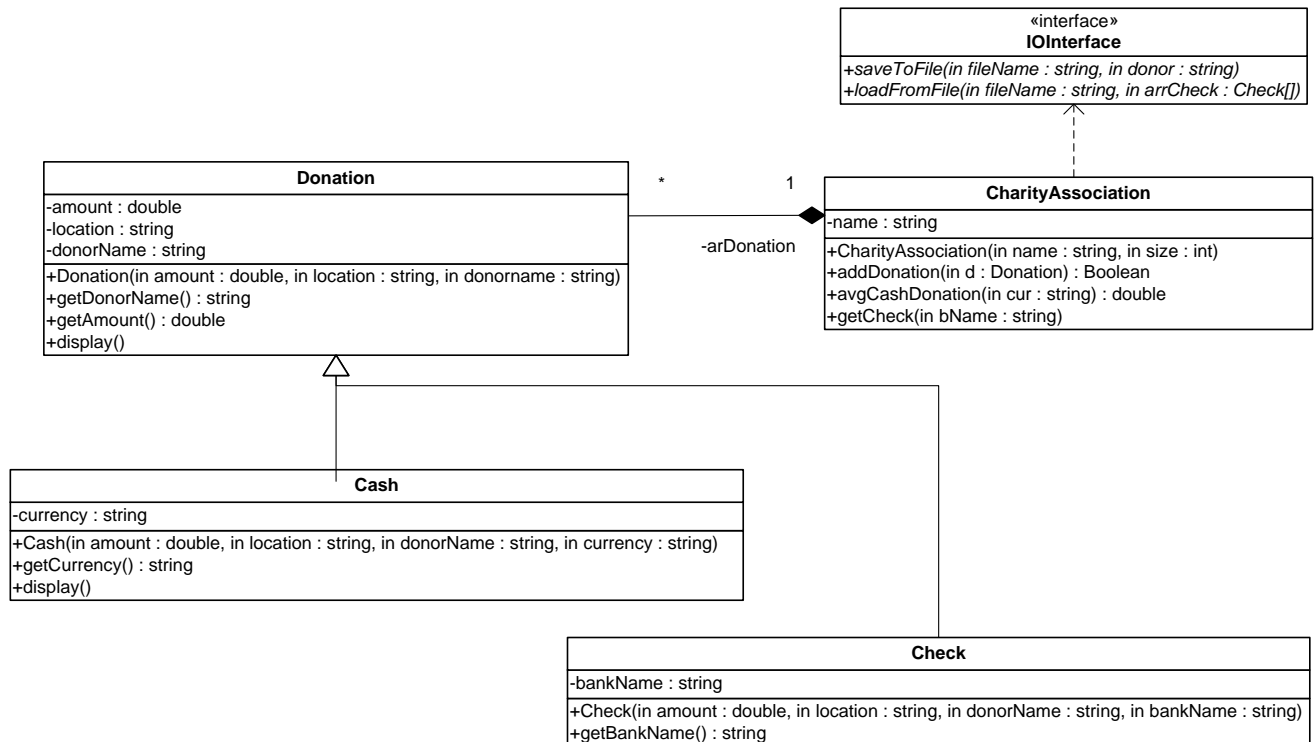 «interface»
IOInterface
+saveToFile(in fileName : string, in donor : string)
+loadFromFile(in fileName : string, in arrCheck : Check[])
Donation
-amount : double
-location : string
-donorName : string
+Donation(in amount : double, in location : string, in donorname : string)
+getDonorName() : string
+getAmount() : double
+display()
*
1
-arDonation
CharityAssociation
-name : string
+CharityAssociation(in name : string, in size : int)
+addDonation(in d : Donation) : Boolean
+avgCashDonation(in cur : string) : double
+getCheck(in bName : string)
Cash
-currency : string
+Cash(in amount : double, in location : string, in donorName : string, in currency : string)
+getCurrency() : string
+display()
Check
-bankName : string
+Check(in amount : double, in location : string, in donorName : string, in bankName : string)
+getBankName() : string